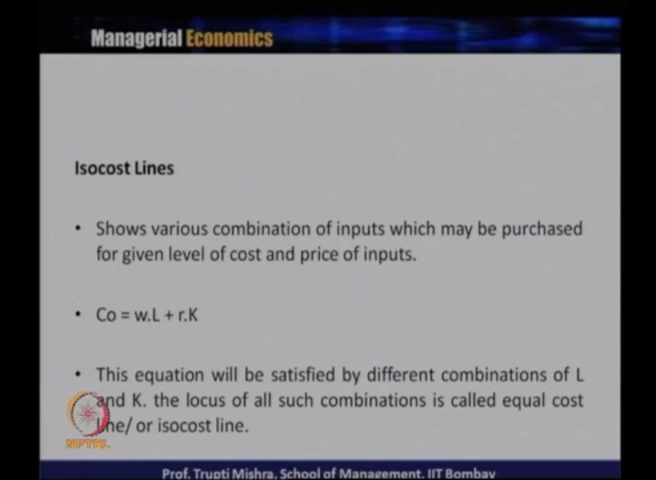 Managerial Economics
Isocost Lines
• Shows various combination of inputs which may be purchased
for given level of cost and price of inputs.
• Co = w.L + r.K
• This equation will be satisfied by different combinations of L
and K. the locus of all such combinations is called equal cost
line/ or isocost line.
NPTEL
Prof. Trupti Mishra, School of Management, IIT Bombay